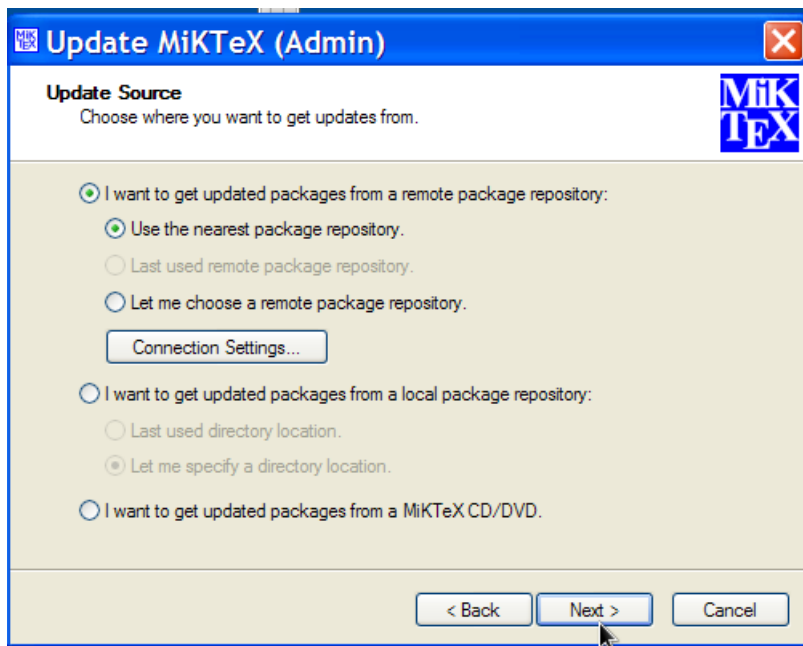 MiK
TEX
Update MiKTeX (Admin)
Update Source
Choose where you want to get updates from.
MiK
TEX
I want to get updated packages from a remote package repository:
Use the nearest package repository.
Last used remote package repository.
Let me choose a remote package repository.
Connection Settings...
I want to get updated packages from a local package repository:
Last used directory location.
Let me specify a directory location.
I want to get updated packages from a MiKTeX CD/DVD.
< Back
Next >
Cancel